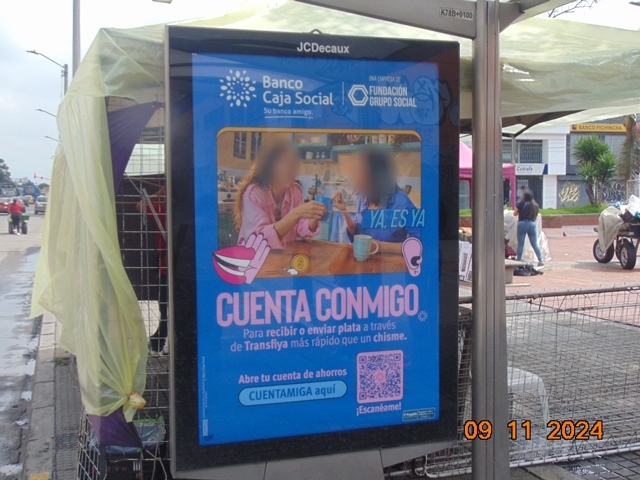 K78B+0100
JCDecaux
Banco
Caja Social
Su banco amigo.
UNA EMPRESA DE
FUNDACIÓN
GRUPO SOCIAL
BANCO PICHINCHA
YA, ES YA
CUENTA CONMIGO
Para recibir o enviar plata a través
de Transfiya más rápido que un chisme.
Abre tu cuenta de ahorros
CUENTAMIGA aquí
¡Escanéame!
09 11 2024